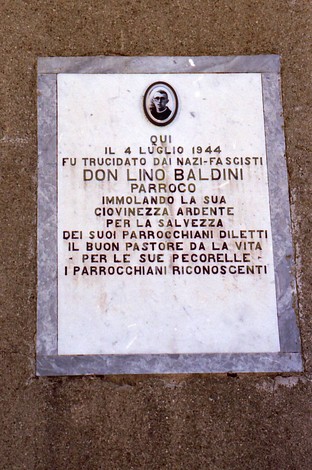 QUI
IL 4 LUGLIO 1944
FU TRUCIDATO DAI NAZI-FASCISTI
DON LINO BALDINI
PARROCO
IMMOLANDO LA SUA
GIOVINEZZA ARDENTE
PER LA SALVEZZA
DEI SUOI PARROCCHIANI DILETTI
IL BUON PASTORE DA LA VITA
- PER LE SUE PECORELLE -
I PARROCCHIANI RICONOSCENTI